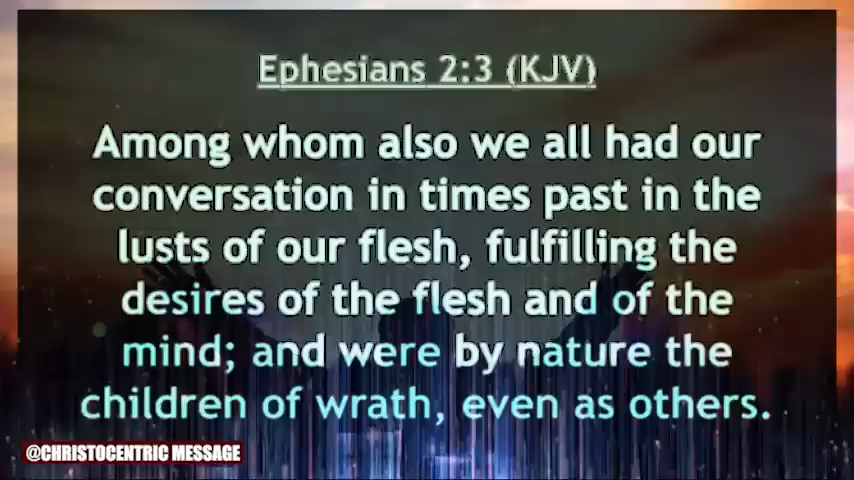 Ephesians 2:3 (KJV)
Among whom also we all had our
conversation in times past in the
lusts of our flesh, fulfilling the
desires of the flesh and of the
mind; and were by nature the
children of wrath, even as others.
@CHRISTOCENTRIC MESSAGE